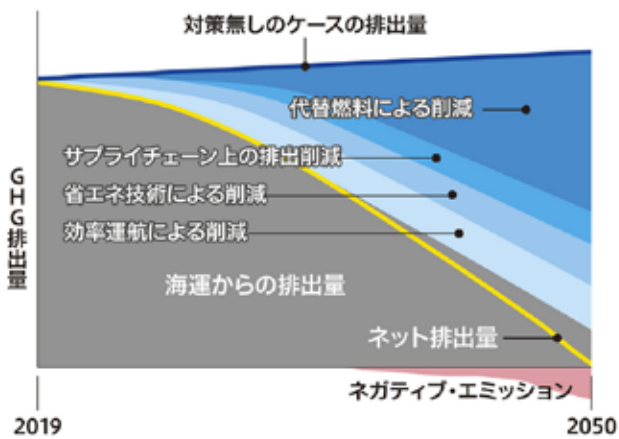 対策無しのケースの排出量
代替燃料による削減
サプライチェーン上の排出削減
省エネ技術による削減
効率運航による削減
GHG排出量
海運からの排出量
ネット排出量
ネガティブ・エミッション
2019
2050